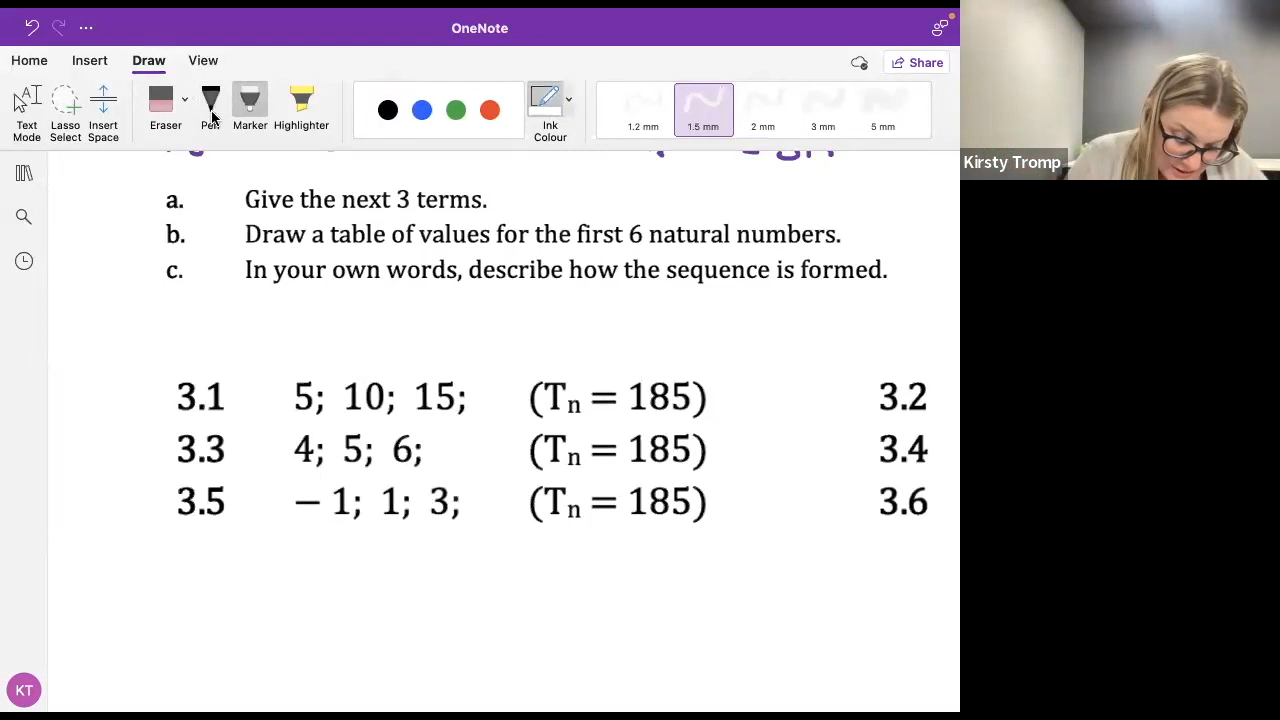 OneNote
Home Insert Draw View
Share
Text Mode
Lasso Select
Insert Space
Eraser
Pen
Marker
Highlighter
Ink Colour
1.2 mm 1.5 mm 2 mm 3 mm 5 mm
Kirsty Tromp
a. Give the next 3 terms.
b. Draw a table of values for the first 6 natural numbers.
c. In your own words, describe how the sequence is formed.
3.1 5; 10; 15; (Tn = 185) 3.2
3.3 4; 5; 6; (Tn = 185) 3.4
3.5 − 1; 1; 3; (Tn = 185) 3.6
KT